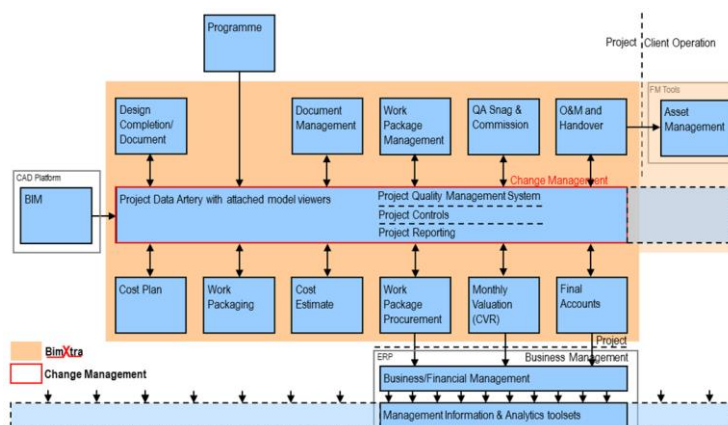 Programme
Project
Client Operation
FM Tools
Design
Completion/
Document
Document
Management
Work
Package
Management
QA Snag &
Commission
O&M and
Handover
Asset
Management
CAD Platform
BIM
Change Management
Project Data Artery with attached model viewers
Project Quality Management System
Project Controls
Project Reporting
Cost Plan
Work
Packaging
Cost
Estimate
Work
Package
Procurement
Monthly
Valuation
(CVR)
Final
Accounts
Project
BimXtra
Change Management
ERP
Business Management
Business/Financial Management
Management Information & Analytics toolsets